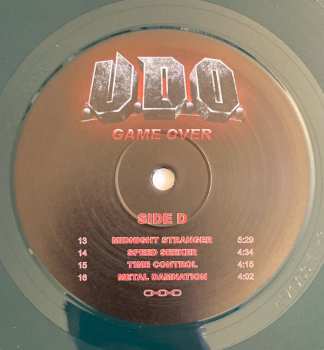 U.D.O.
GAME OVER
SIDE D
13 MIDNIGHT STRANGER 5:29
14 SPEED SEEKER 4:34
15 TIME CONTROL 4:15
16 METAL DAMNATION 4:02